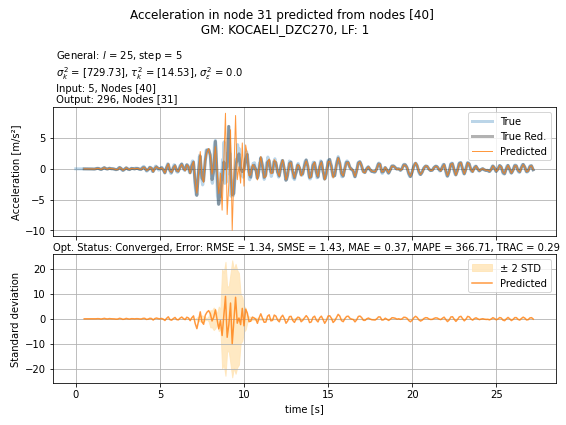 Acceleration in node 31 predicted from nodes [40]
GM: KOCAELI_DZC270, LF: 1
General: l = 25, step = 5
σ²ₖ = [729.73], τ²ₖ = [14.53], σ²ε = 0.0
Input: 5, Nodes [40]
Output: 296, Nodes [31]
Acceleration [m/s²]
5
0
−5
−10
True
True Red.
Predicted
Opt. Status: Converged, Error: RMSE = 1.34, SMSE = 1.43, MAE = 0.37, MAPE = 366.71, TRAC = 0.29
Standard deviation
20
10
0
−10
−20
± 2 STD
Predicted
0 5 10 15 20 25
time [s]